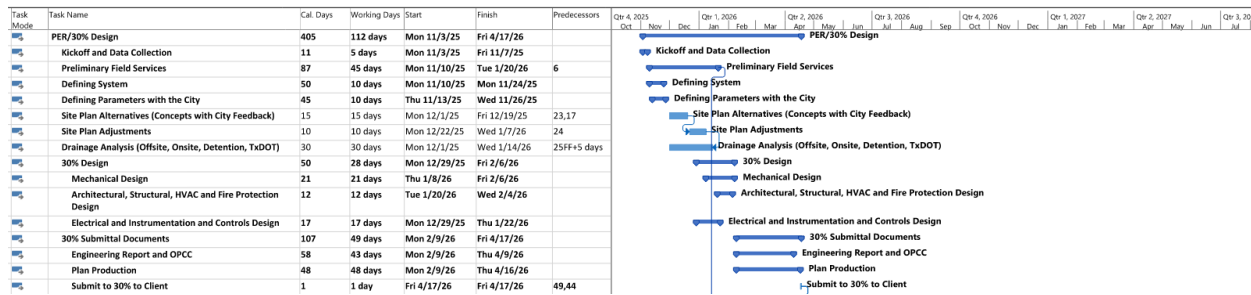 Task Mode Task Name Cal. Days Working Days Start Finish Predecessors
Qtr 4, 2025 Qtr 1, 2026 Qtr 2, 2026 Qtr 3, 2026 Qtr 4, 2026 Qtr 1, 2027 Qtr 2, 2027 Qtr 3, 20
Oct Nov Dec Jan Feb Mar Apr May Jun Jul Aug Sep Oct Nov Dec Jan Feb Mar Apr May Jun Jul
PER/30% Design 405 112 days Mon 11/3/25 Fri 4/17/26 PER/30% Design
Kickoff and Data Collection 11 5 days Mon 11/3/25 Fri 11/7/25 Kickoff and Data Collection
Preliminary Field Services 87 45 days Mon 11/10/25 Tue 1/20/26 6 Preliminary Field Services
Defining System 50 10 days Mon 11/10/25 Mon 11/24/25 Defining System
Defining Parameters with the City 45 10 days Thu 11/13/25 Wed 11/26/25 Defining Parameters with the City
Site Plan Alternatives (Concepts with City Feedback) 15 15 days Mon 12/1/25 Fri 12/19/25 23,17 Site Plan Alternatives (Concepts with City Feedback)
Site Plan Adjustments 10 10 days Mon 12/22/25 Wed 1/7/26 24 Site Plan Adjustments
Drainage Analysis (Offsite, Onsite, Detention, TxDOT) 30 30 days Mon 12/1/25 Wed 1/14/26 25FF+5 days Drainage Analysis (Offsite, Onsite, Detention, TxDOT)
30% Design 50 28 days Mon 12/29/25 Fri 2/6/26 30% Design
Mechanical Design 21 21 days Thu 1/8/26 Fri 2/6/26 Mechanical Design
Architectural, Structural, HVAC and Fire Protection Design 12 12 days Tue 1/20/26 Wed 2/4/26 Architectural, Structural, HVAC and Fire Protection Design
Electrical and Instrumentation and Controls Design 17 17 days Mon 12/29/25 Thu 1/22/26 Electrical and Instrumentation and Controls Design
30% Submittal Documents 107 49 days Mon 2/9/26 Fri 4/17/26 30% Submittal Documents
Engineering Report and OPCC 58 43 days Mon 2/9/26 Thu 4/9/26 Engineering Report and OPCC
Plan Production 48 48 days Mon 2/9/26 Thu 4/16/26 Plan Production
Submit to 30% to Client 1 1 day Fri 4/17/26 Fri 4/17/26 49,44 Submit to 30% to Client